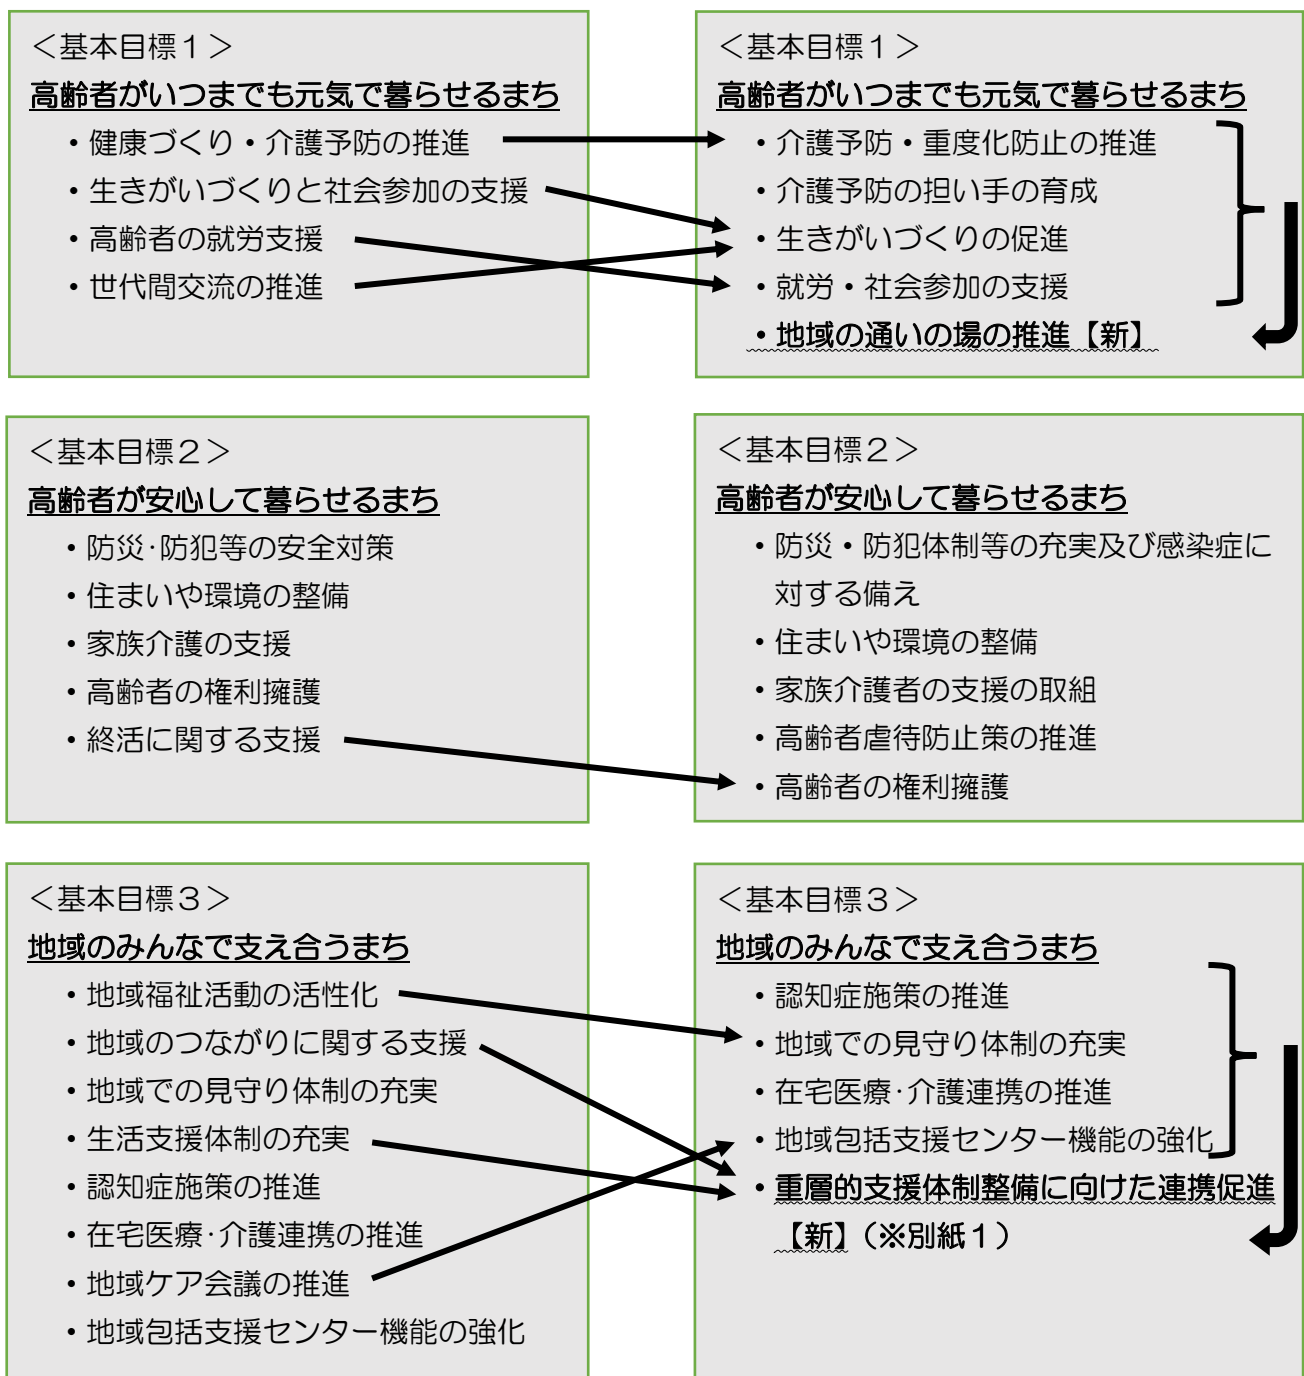 ＜基本目標１＞
高齢者がいつまでも元気で暮らせるまち
・健康づくり・介護予防の推進
・生きがいづくりと社会参加の支援
・高齢者の就労支援
・世代間交流の推進
＜基本目標１＞
高齢者がいつまでも元気で暮らせるまち
・介護予防・重度化防止の推進
・介護予防の担い手の育成
・生きがいづくりの促進
・就労・社会参加の支援
・地域の通いの場の推進【新】
＜基本目標２＞
高齢者が安心して暮らせるまち
・防災･防犯等の安全対策
・住まいや環境の整備
・家族介護の支援
・高齢者の権利擁護
・終活に関する支援
＜基本目標２＞
高齢者が安心して暮らせるまち
・防災・防犯体制等の充実及び感染症に
対する備え
・住まいや環境の整備
・家族介護者の支援の取組
・高齢者虐待防止策の推進
・高齢者の権利擁護
＜基本目標３＞
地域のみんなで支え合うまち
・地域福祉活動の活性化
・地域のつながりに関する支援
・地域での見守り体制の充実
・生活支援体制の充実
・認知症施策の推進
・在宅医療･介護連携の推進
・地域ケア会議の推進
・地域包括支援センター機能の強化
＜基本目標３＞
地域のみんなで支え合うまち
・認知症施策の推進
・地域での見守り体制の充実
・在宅医療･介護連携の推進
・地域包括支援センター機能の強化
・重層的支援体制整備に向けた連携促進
【新】（※別紙１）